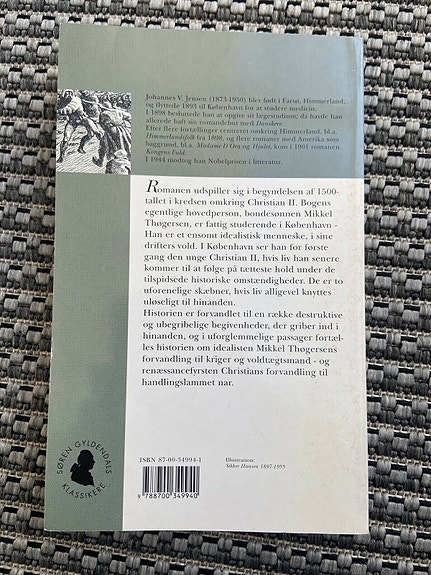 Johannes V. Jensen (1873-1950) blev født i Farsø, Himmerland,
og flyttede 1893 til København for at studere medicin.
I 1898 besluttede han at opgive sit lægestudium; da havde han
allerede haft sin romandebut med Danskere.
Efter flere fortællinger centreret omkring Himmerland, bl.a.
Himmerlandsfolk fra 1898, og flere romaner med Amerika som
baggrund, bl.a. Madame D'Ora og Hjulet, kom i 1901 romanen
Kongens Fald.
I 1944 modtog han Nobelprisen i litteratur.
Romanen udspiller sig i begyndelsen af 1500-
tallet i kredsen omkring Christian II. Bogens
egentlige hovedperson, bondesønnen Mikkel
Thøgersen, er fattig studerende i København -
Han er et ensomt idealistisk menneske, i sine
drifters vold. I København ser han for første
gang den unge Christian II, hvis liv han senere
kommer til at følge på tætteste hold under de
tilspidsede historiske omstændigheder. De er to
uforenelige skæbner, hvis liv alligevel knyttes
uløseligt til hinanden.
Historien er forvandlet til en række destruktive
og ubegribelige begivenheder, der griber ind i
hinanden, og i uforglemmelige passager fortæl-
les historien om idealisten Mikkel Thøgersens
forvandling til kriger og voldtægtsmand - og
renæssancefyrsten Christians forvandling til
handlingslammet nar.
ISBN 87-00-34994-1
Illustration:
Sikker Hansen 1897-1955
9 788700 349940
SØREN GYLDENDALS
KLASSIKERE